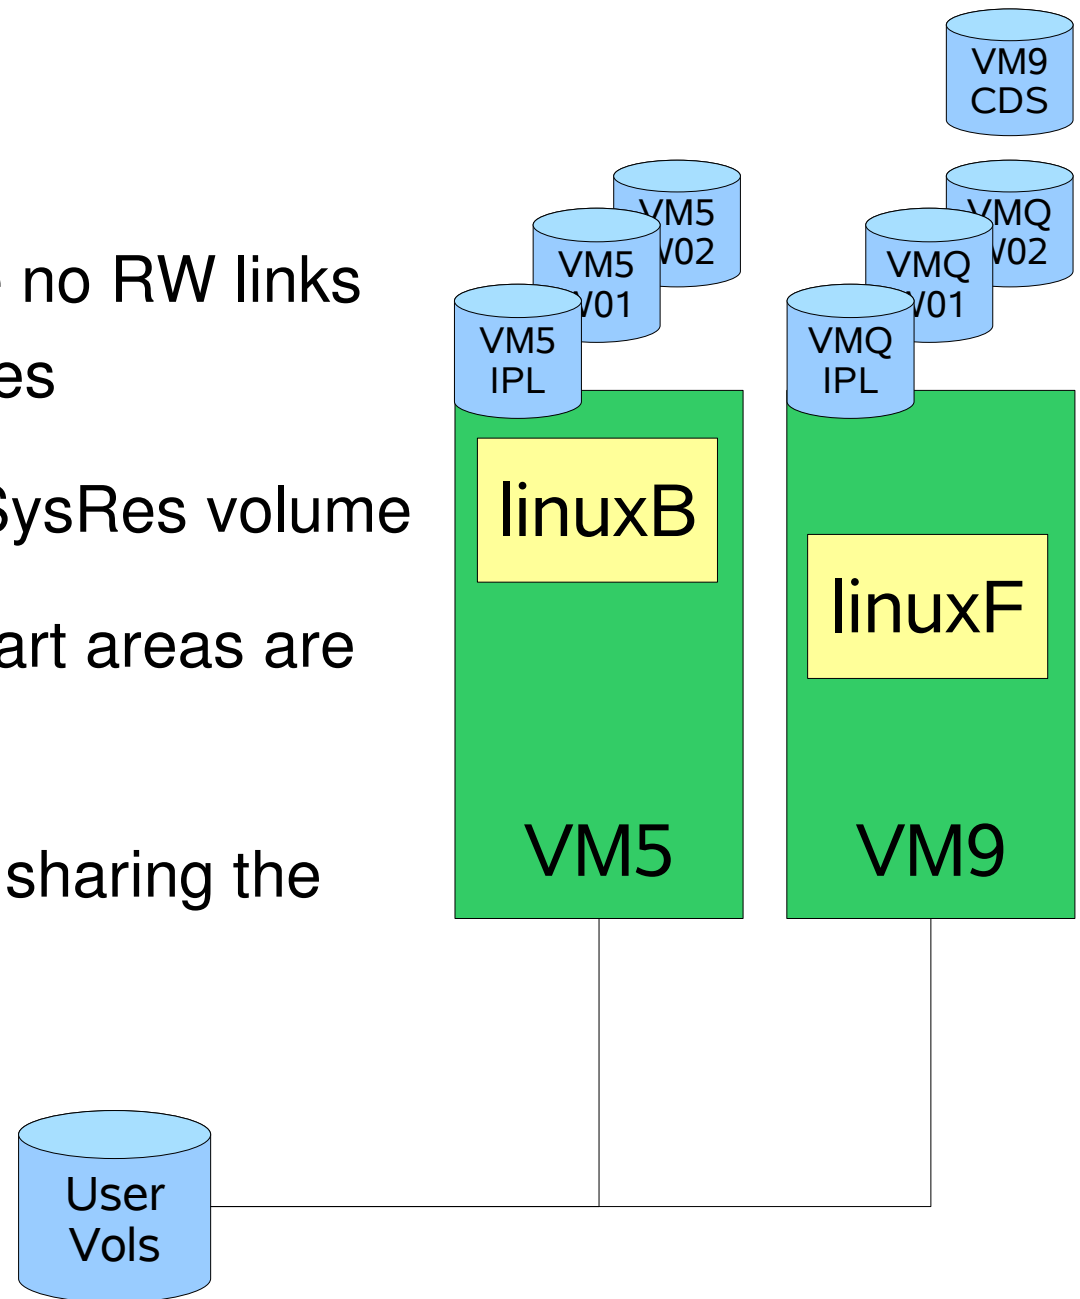 no RW links
es
SysRes volume
art areas are
sharing the
VM9
CDS
VM5
VM5
VM5
IPL
VMQ
VMQ
VMQ
IPL
linuxB
linuxF
VM5
VM9
User
Vols